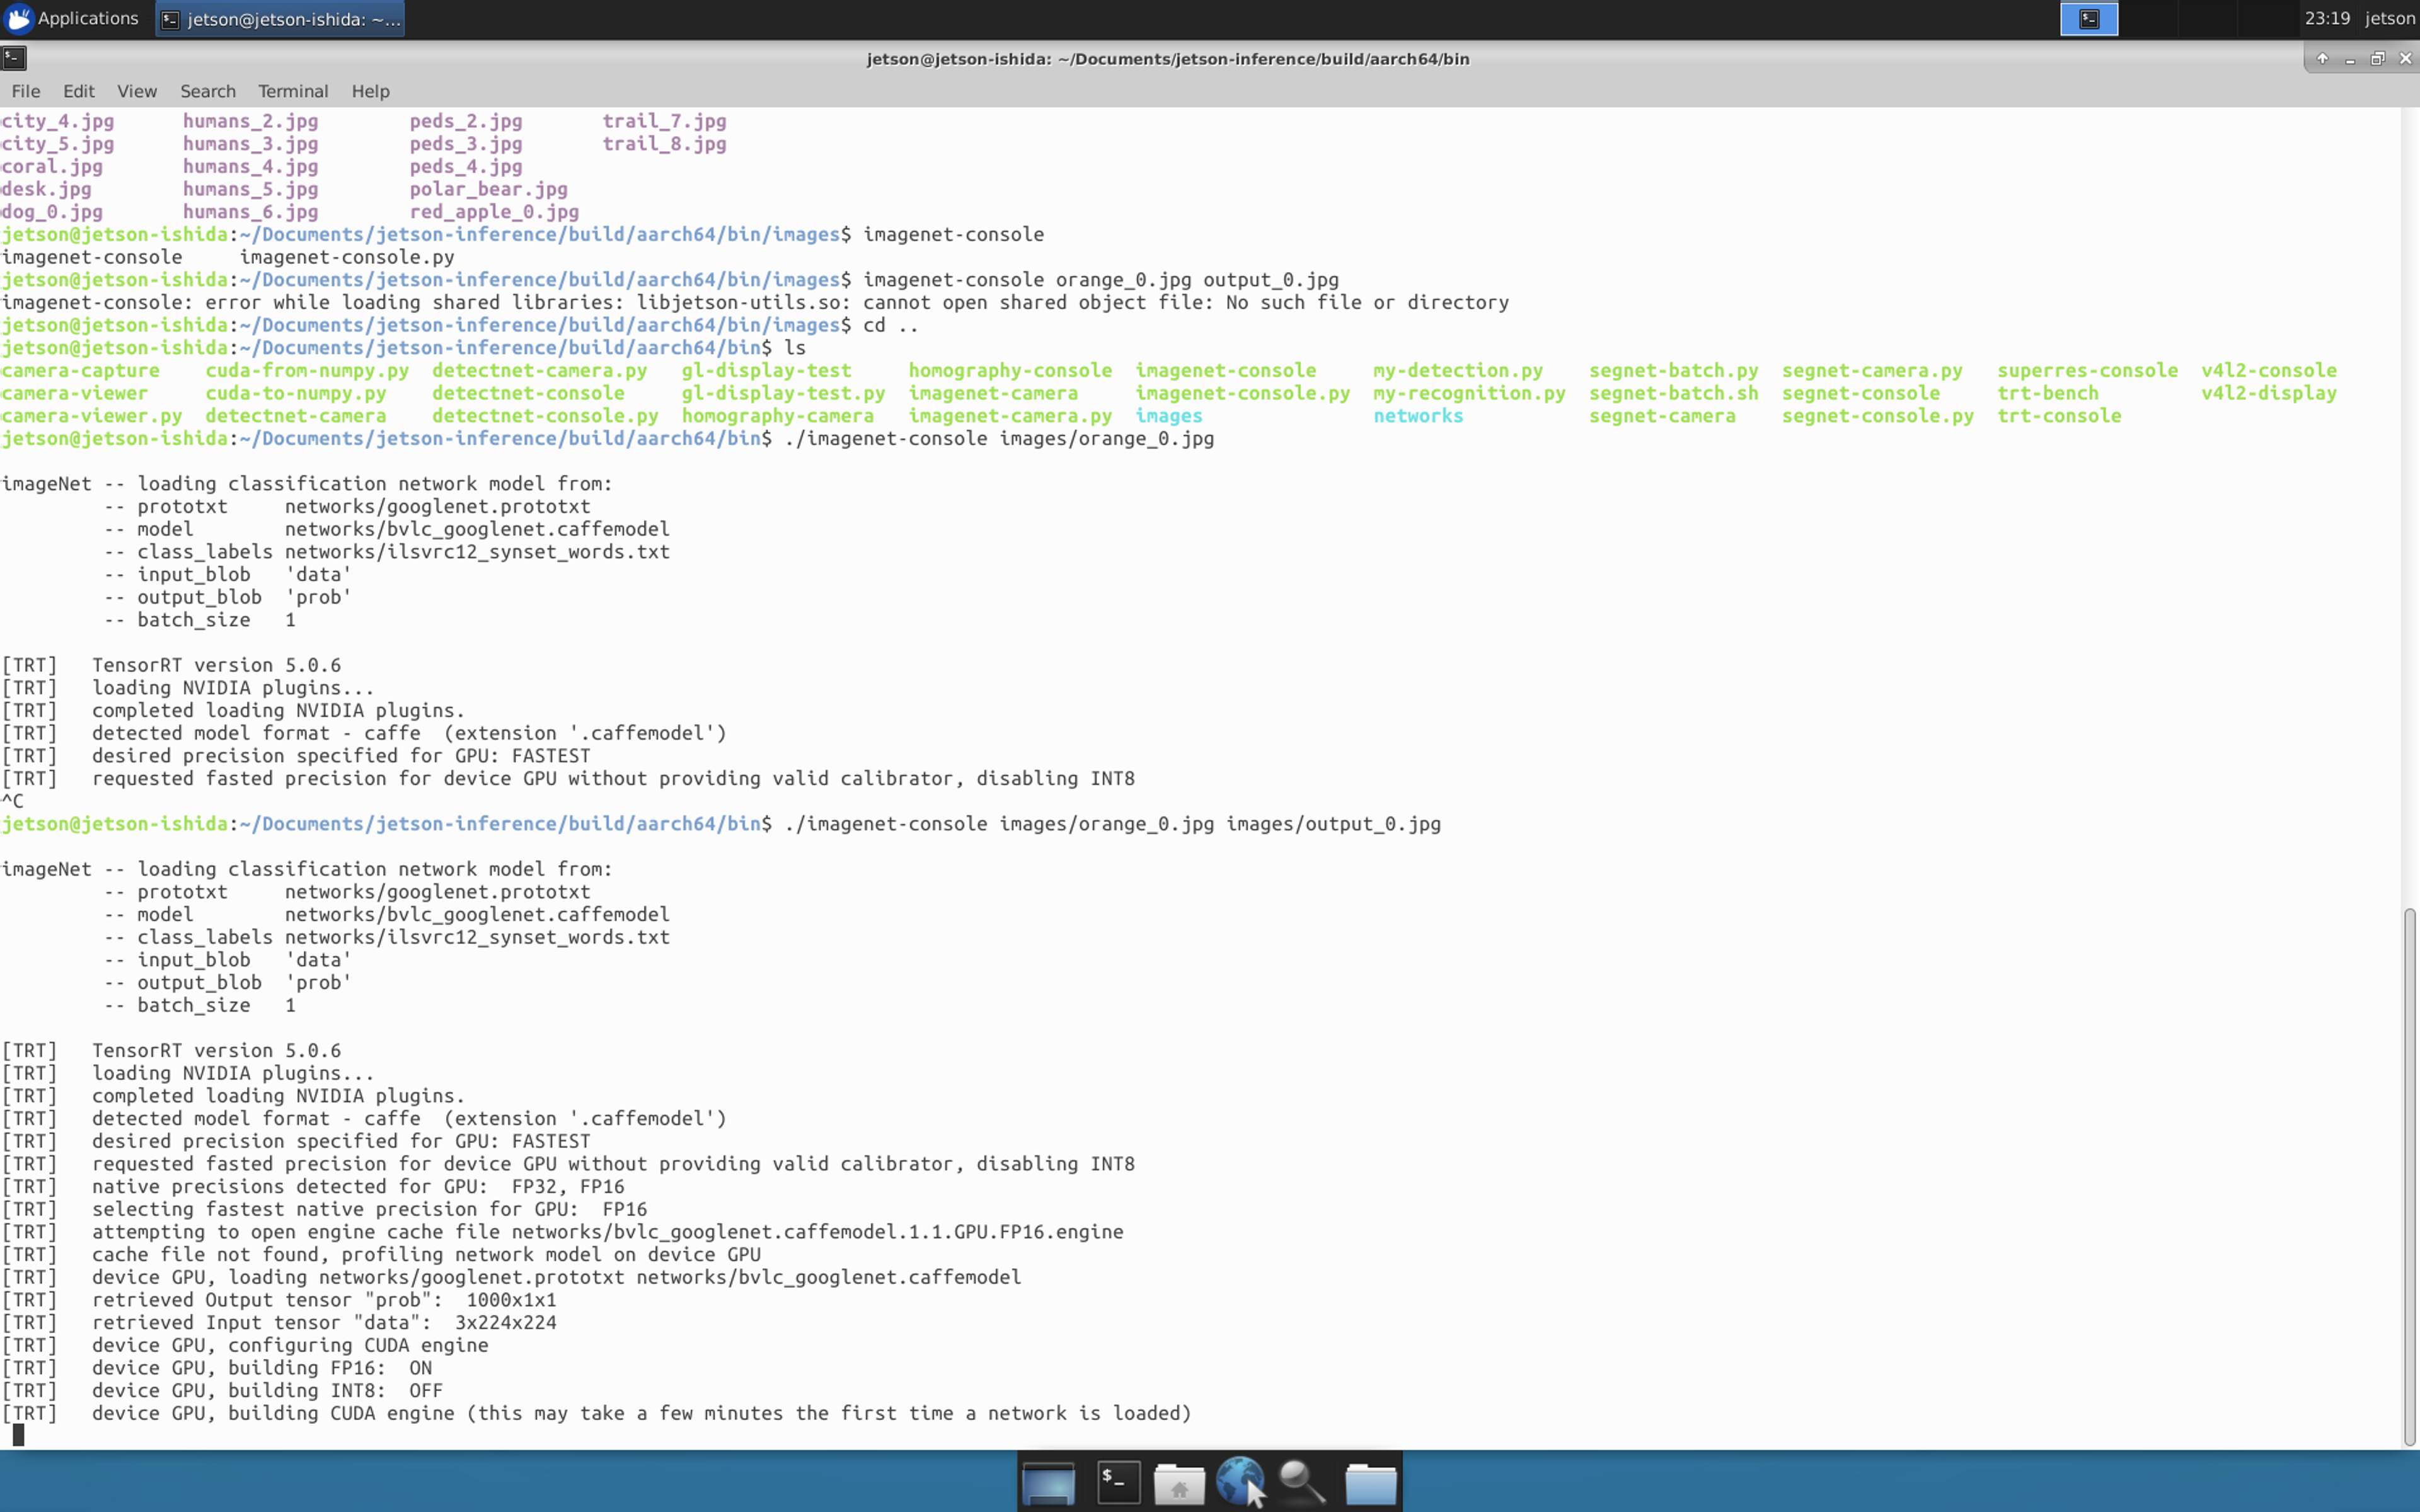 Applications
jetson@jetson-ishida: ~...
23:19 jetson
jetson@jetson-ishida: ~/Documents/jetson-inference/build/aarch64/bin
File Edit View Search Terminal Help
city_4.jpg humans_2.jpg peds_2.jpg trail_7.jpg
city_5.jpg humans_3.jpg peds_3.jpg trail_8.jpg
coral.jpg humans_4.jpg peds_4.jpg
desk.jpg humans_5.jpg polar_bear.jpg
dog_0.jpg humans_6.jpg red_apple_0.jpg
jetson@jetson-ishida:~/Documents/jetson-inference/build/aarch64/bin/images$ imagenet-console
imagenet-console imagenet-console.py
jetson@jetson-ishida:~/Documents/jetson-inference/build/aarch64/bin/images$ imagenet-console orange_0.jpg output_0.jpg
imagenet-console: error while loading shared libraries: libjetson-utils.so: cannot open shared object file: No such file or directory
jetson@jetson-ishida:~/Documents/jetson-inference/build/aarch64/bin/images$ cd ..
jetson@jetson-ishida:~/Documents/jetson-inference/build/aarch64/bin$ ls
camera-capture cuda-from-numpy.py detectnet-camera.py gl-display-test homography-console imagenet-console my-detection.py segnet-batch.py segnet-camera.py superres-console v4l2-console
camera-viewer cuda-to-numpy.py detectnet-console gl-display-test.py imagenet-camera imagenet-console.py my-recognition.py segnet-batch.sh segnet-console trt-bench v4l2-display
camera-viewer.py detectnet-camera detectnet-console.py homography-camera imagenet-camera.py images networks segnet-camera segnet-console.py trt-console
jetson@jetson-ishida:~/Documents/jetson-inference/build/aarch64/bin$ ./imagenet-console images/orange_0.jpg
imageNet -- loading classification network model from:
-- prototxt networks/googlenet.prototxt
-- model networks/bvlc_googlenet.caffemodel
-- class_labels networks/ilsvrc12_synset_words.txt
-- input_blob 'data'
-- output_blob 'prob'
-- batch_size 1
[TRT] TensorRT version 5.0.6
[TRT] loading NVIDIA plugins...
[TRT] completed loading NVIDIA plugins.
[TRT] detected model format - caffe (extension '.caffemodel')
[TRT] desired precision specified for GPU: FASTEST
[TRT] requested fasted precision for device GPU without providing valid calibrator, disabling INT8
^C
jetson@jetson-ishida:~/Documents/jetson-inference/build/aarch64/bin$ ./imagenet-console images/orange_0.jpg images/output_0.jpg
imageNet -- loading classification network model from:
-- prototxt networks/googlenet.prototxt
-- model networks/bvlc_googlenet.caffemodel
-- class_labels networks/ilsvrc12_synset_words.txt
-- input_blob 'data'
-- output_blob 'prob'
-- batch_size 1
[TRT] TensorRT version 5.0.6
[TRT] loading NVIDIA plugins...
[TRT] completed loading NVIDIA plugins.
[TRT] detected model format - caffe (extension '.caffemodel')
[TRT] desired precision specified for GPU: FASTEST
[TRT] requested fasted precision for device GPU without providing valid calibrator, disabling INT8
[TRT] native precisions detected for GPU: FP32, FP16
[TRT] selecting fastest native precision for GPU: FP16
[TRT] attempting to open engine cache file networks/bvlc_googlenet.caffemodel.1.1.GPU.FP16.engine
[TRT] cache file not found, profiling network model on device GPU
[TRT] device GPU, loading networks/googlenet.prototxt networks/bvlc_googlenet.caffemodel
[TRT] retrieved Output tensor "prob": 1000x1x1
[TRT] retrieved Input tensor "data": 3x224x224
[TRT] device GPU, configuring CUDA engine
[TRT] device GPU, building FP16: ON
[TRT] device GPU, building INT8: OFF
[TRT] device GPU, building CUDA engine (this may take a few minutes the first time a network is loaded)